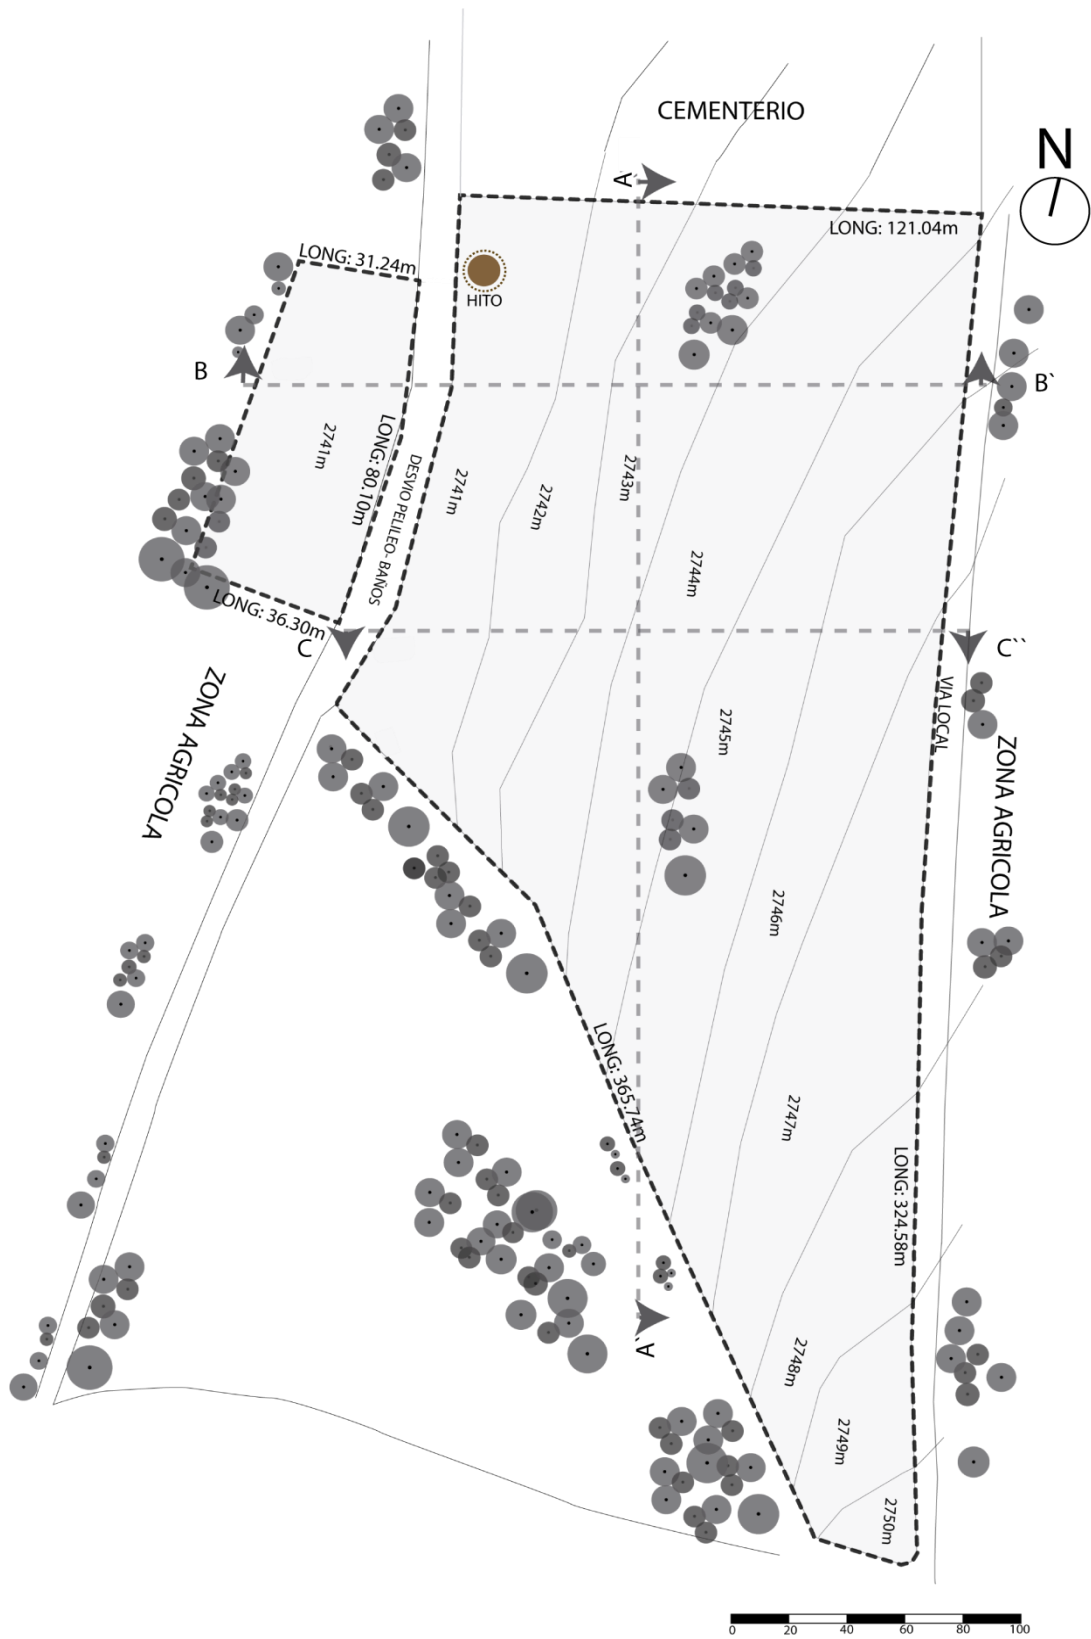 CEMENTERIO
N
A`
LONG: 121.04m
LONG: 31.24m
HITO
B
B`
2741m
LONG: 80.10m
DESVIO PELILEO- BAÑOS
2741m
2742m
2743m
2744m
LONG: 36.30m
C
C``
ZONA AGRICOLA
VIA LOCAL
2745m
ZONA AGRICOLA
2746m
LONG: 365.74m
2747m
LONG: 324.58m
A`
2748m
2749m
2750m
0 20 40 60 80 100